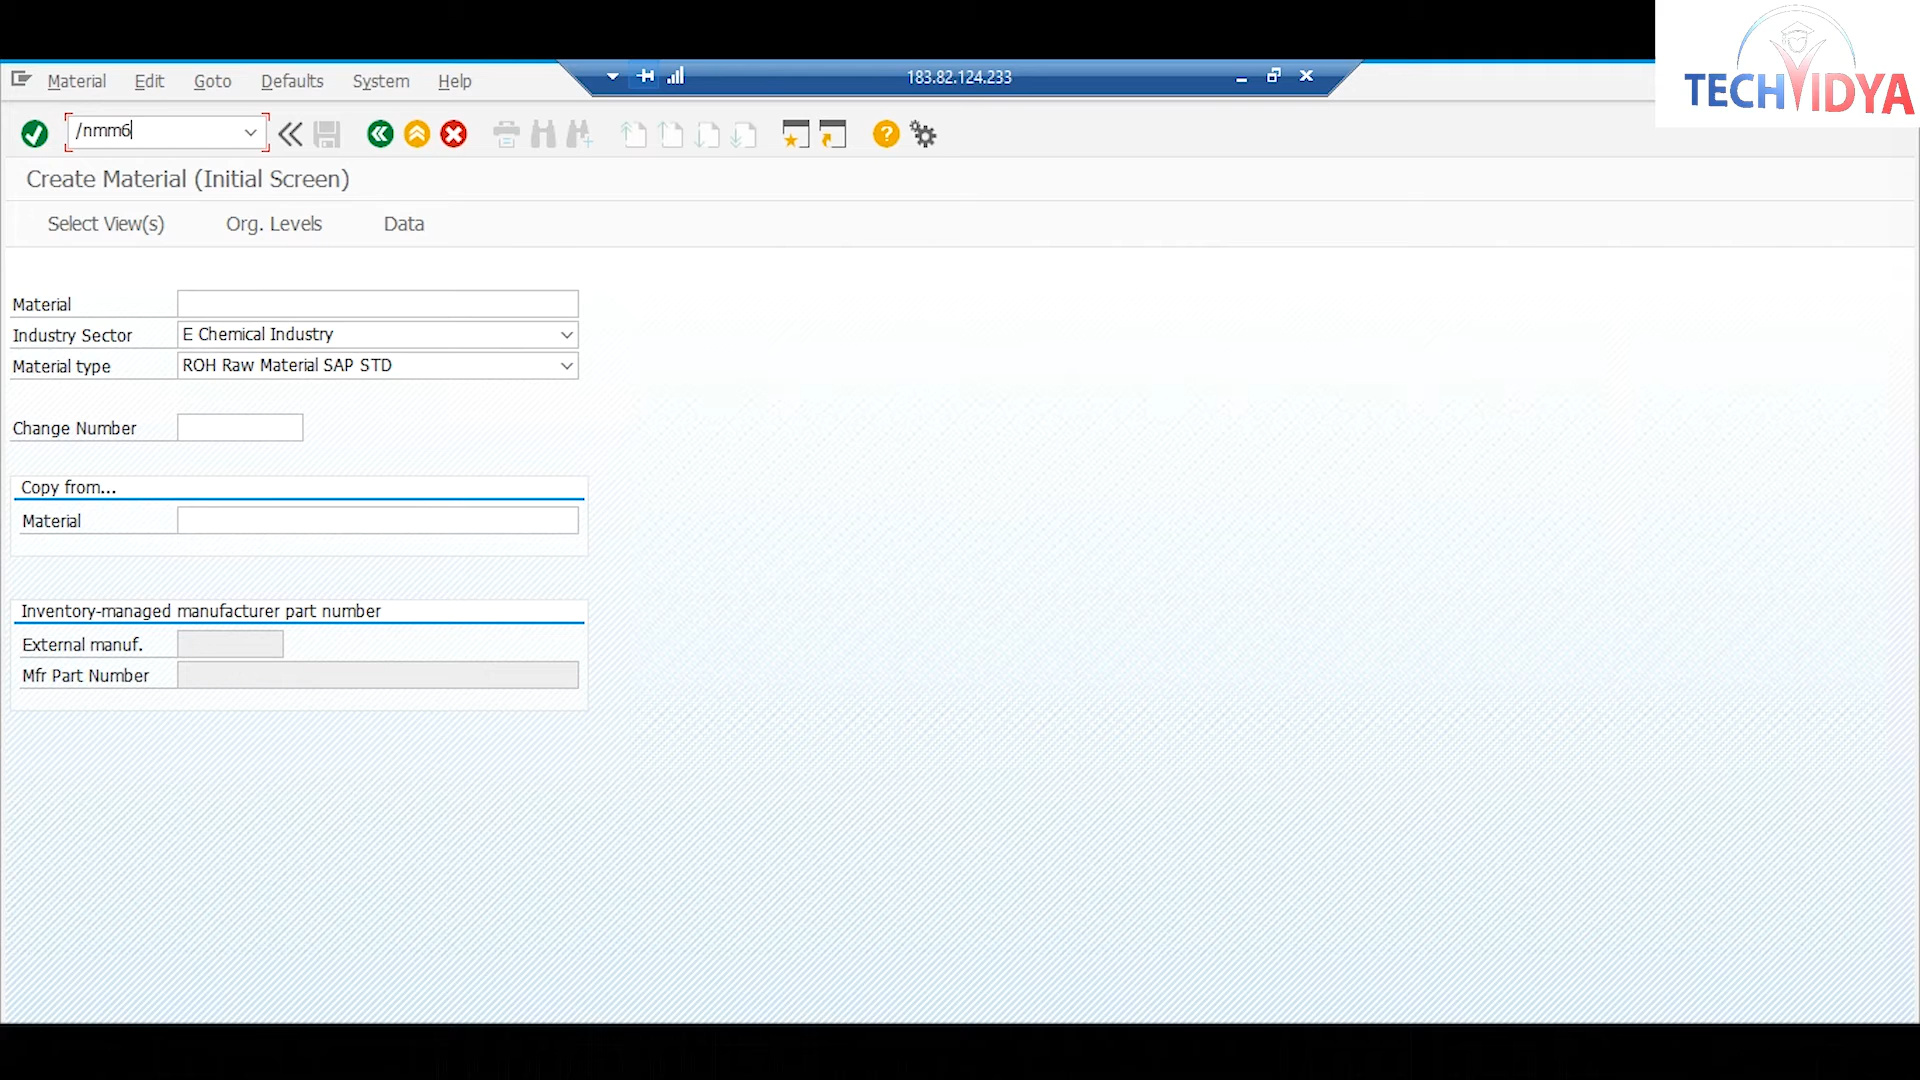 TECHVIDYA
Material Edit Goto Defaults System Help
183.82.124.233
/nmm6
Create Material (Initial Screen)
Select View(s) Org. Levels Data
Material
Industry Sector E Chemical Industry
Material type ROH Raw Material SAP STD
Change Number
Copy from...
Material
Inventory-managed manufacturer part number
External manuf.
Mfr Part Number